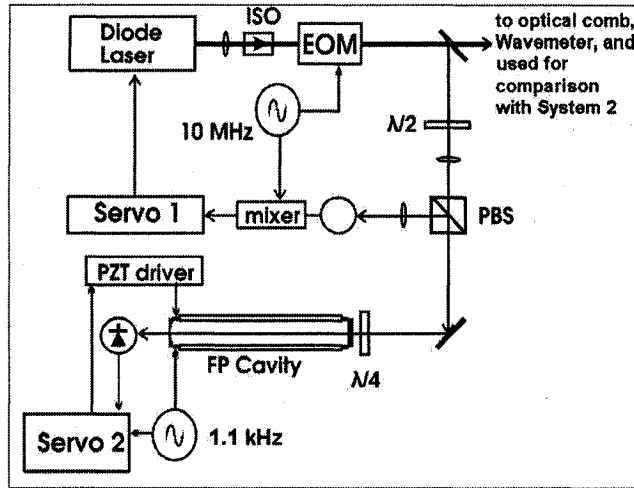 ISO
Diode
Laser
EOM
to optical comb,
Wavemeter, and
used for
comparison
with System 2
10 MHz
λ/2
Servo 1
mixer
PBS
PZT driver
FP Cavity
λ/4
Servo 2
1.1 kHz